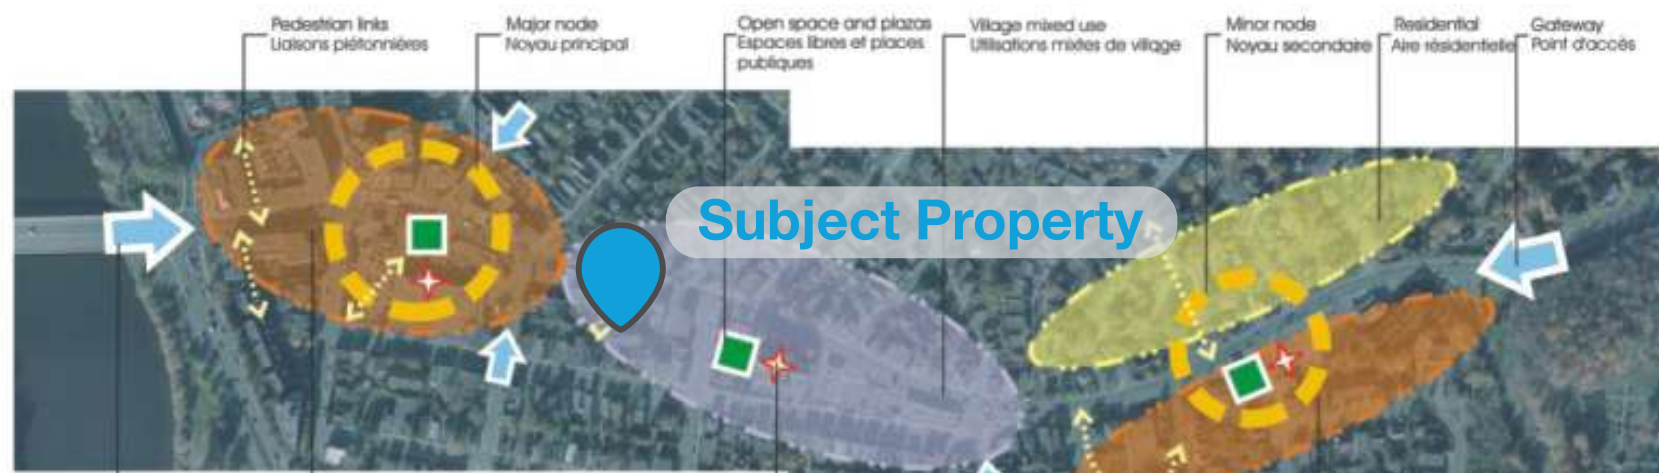 Pedestrian links
Liaisons piétonnières
Major node
Noyau principal
Open space and plazas
Espaces libres et places
publiques
Village mixed use
Utilisations mixtes de village
Minor node
Noyau secondaire
Residential
Aire résidentielle
Gateway
Point d'accés
Subject Property